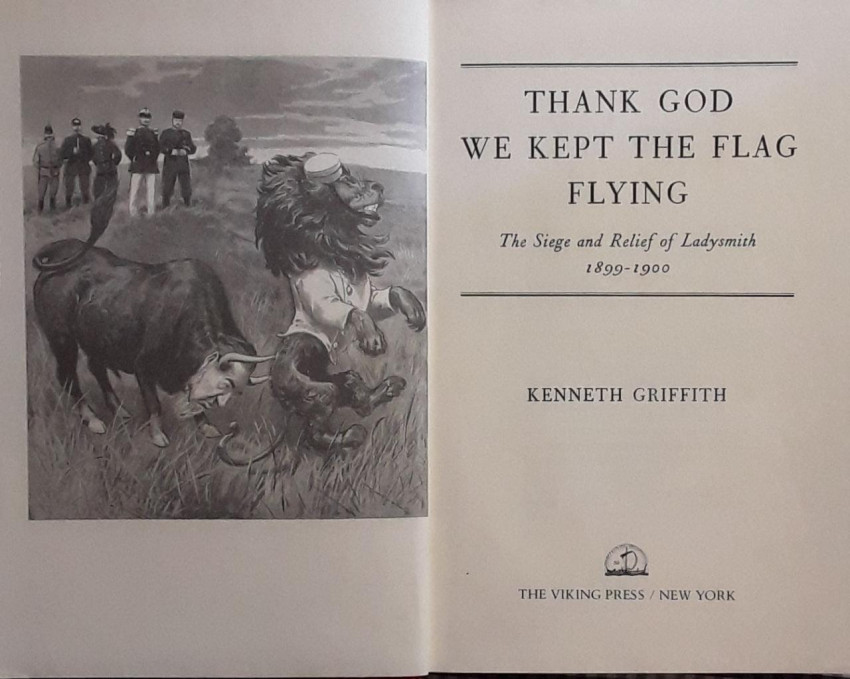 THANK GOD
WE KEPT THE FLAG
FLYING
The Siege and Relief of Ladysmith
1899-1900
KENNETH GRIFFITH
THE VIKING PRESS / NEW YORK